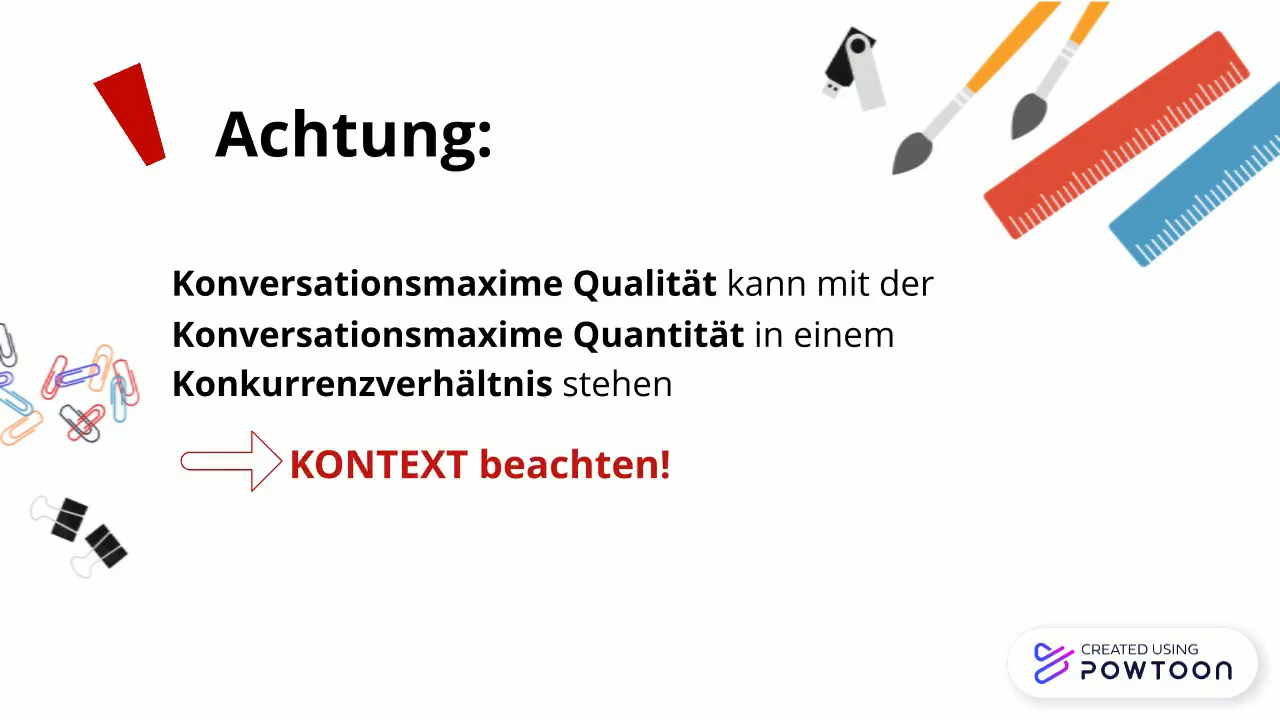 Achtung:
Konversationsmaxime Qualität kann mit der
Konversationsmaxime Quantität in einem
Konkurrenzverhältnis stehen
KONTEXT beachten!
CREATED USING
POWTOON